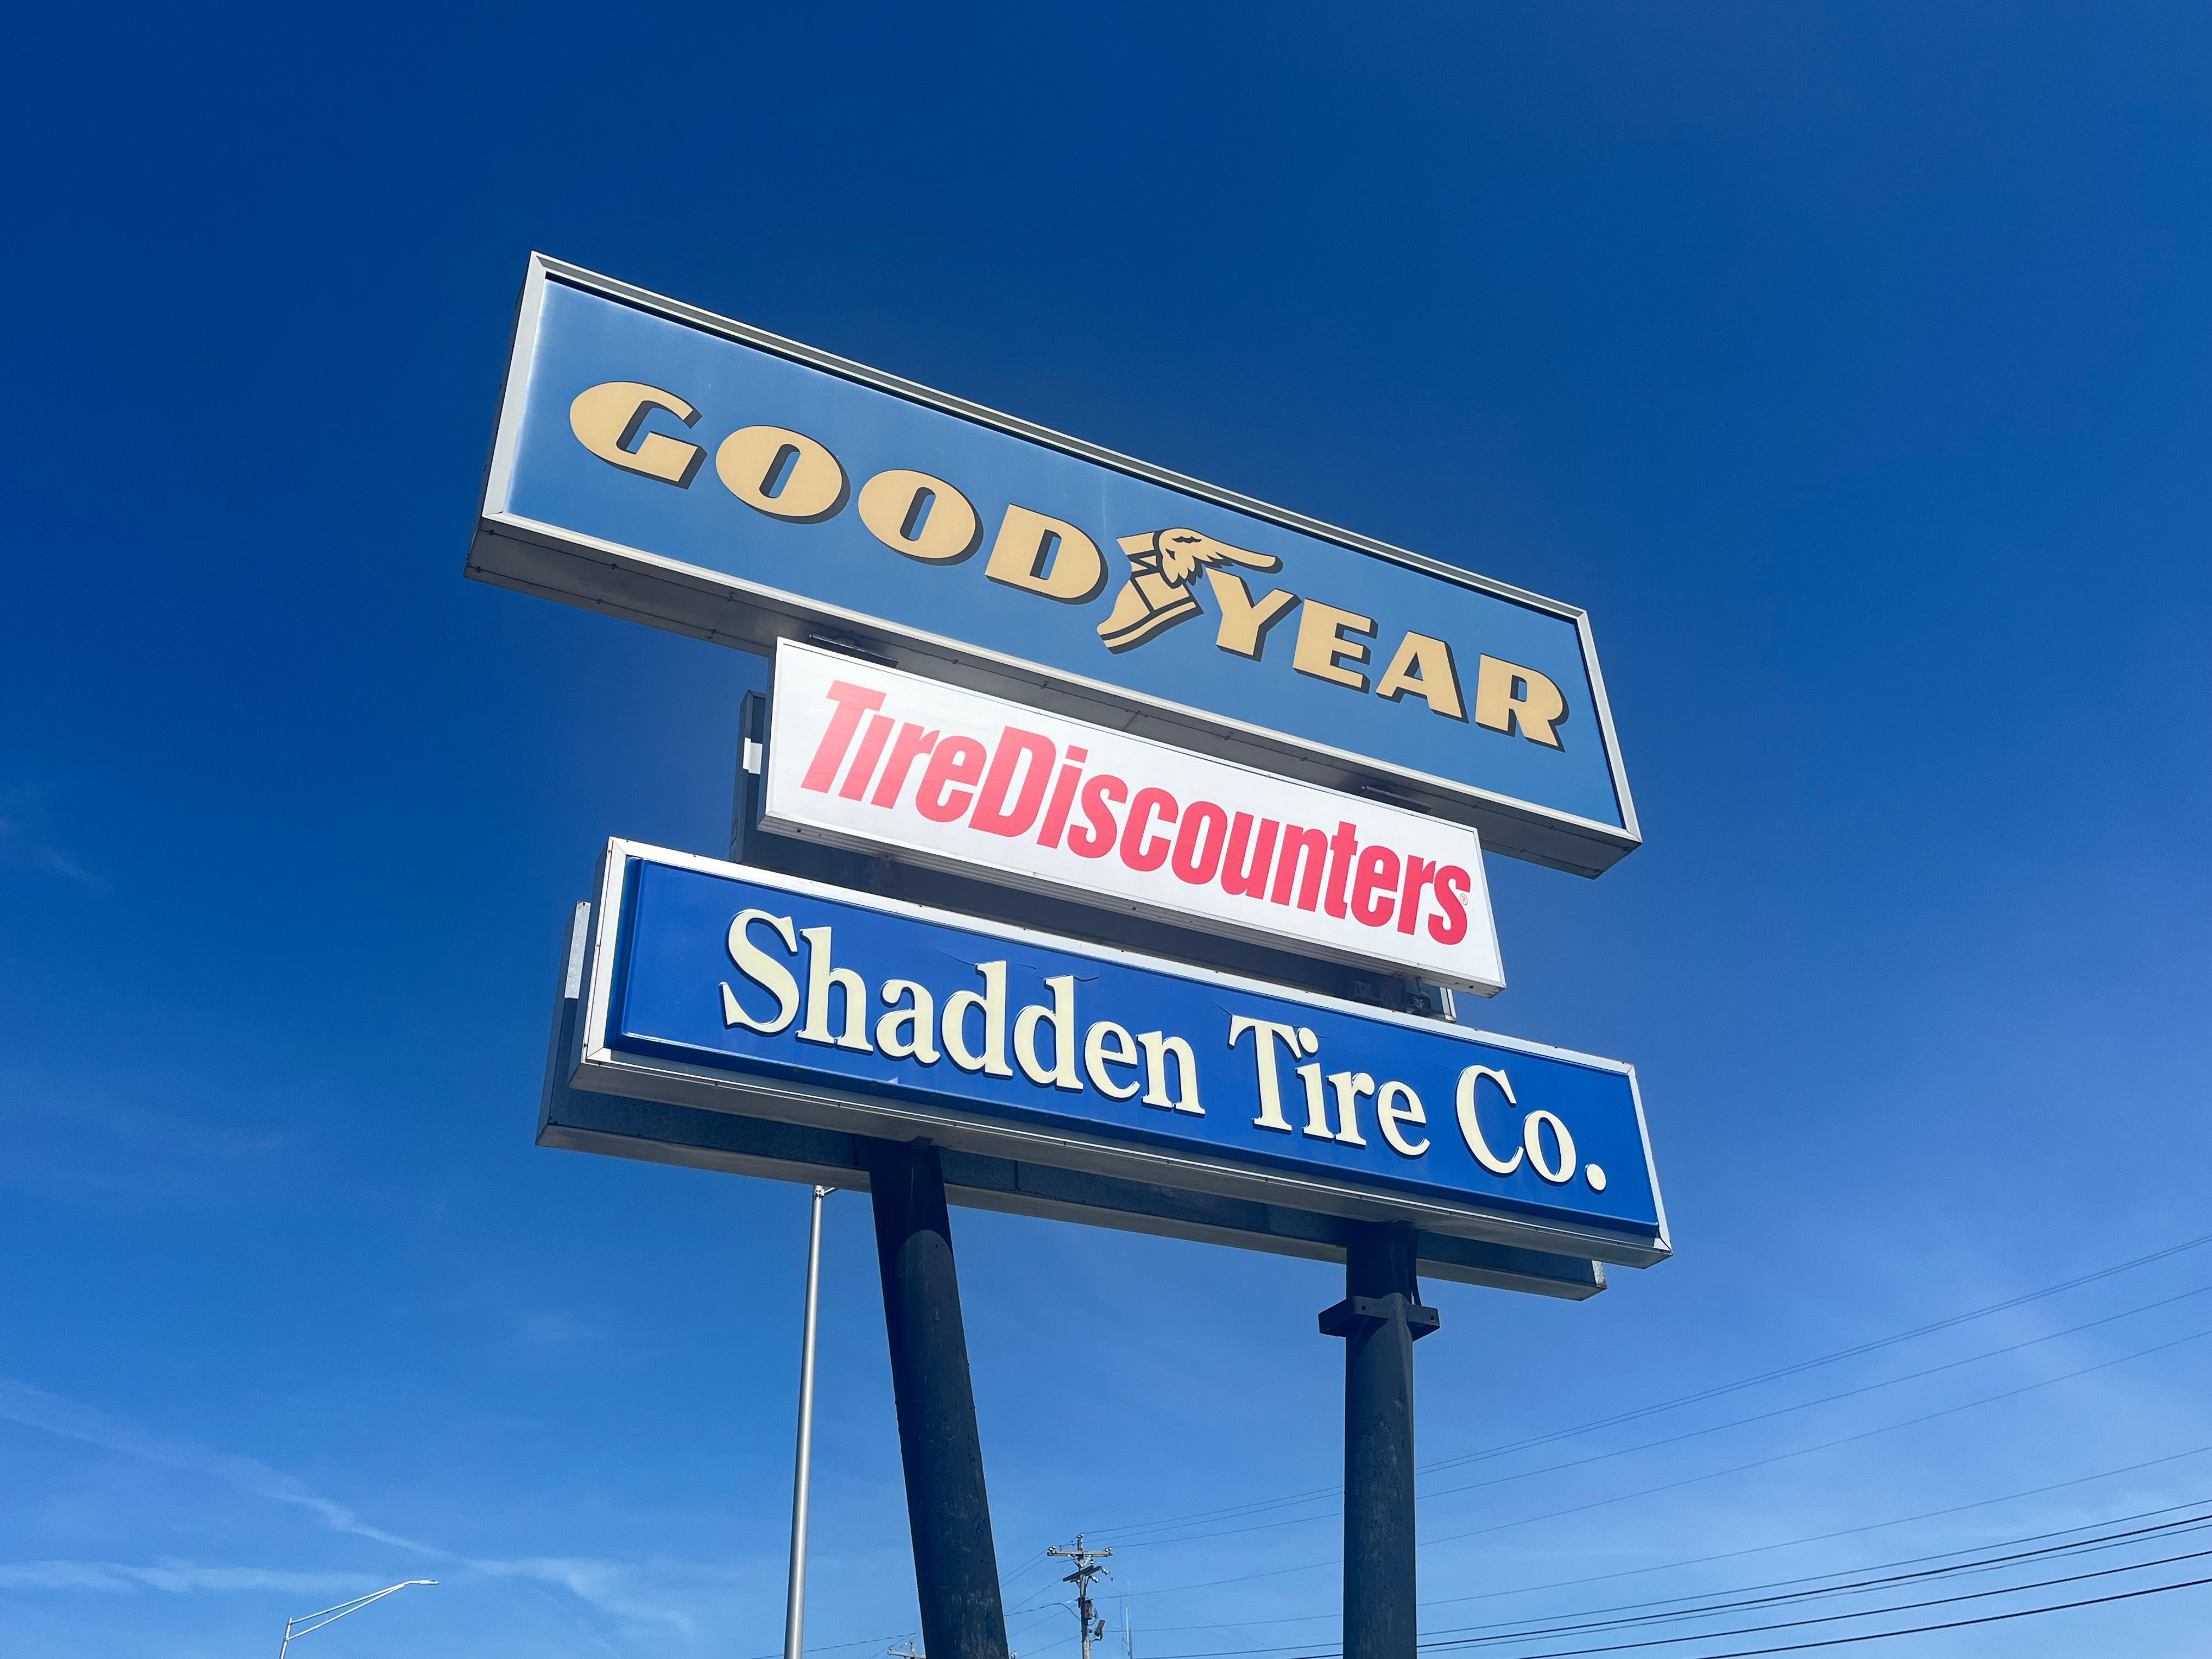 GOODYEAR
TireDiscounters®
Shadden Tire Co.